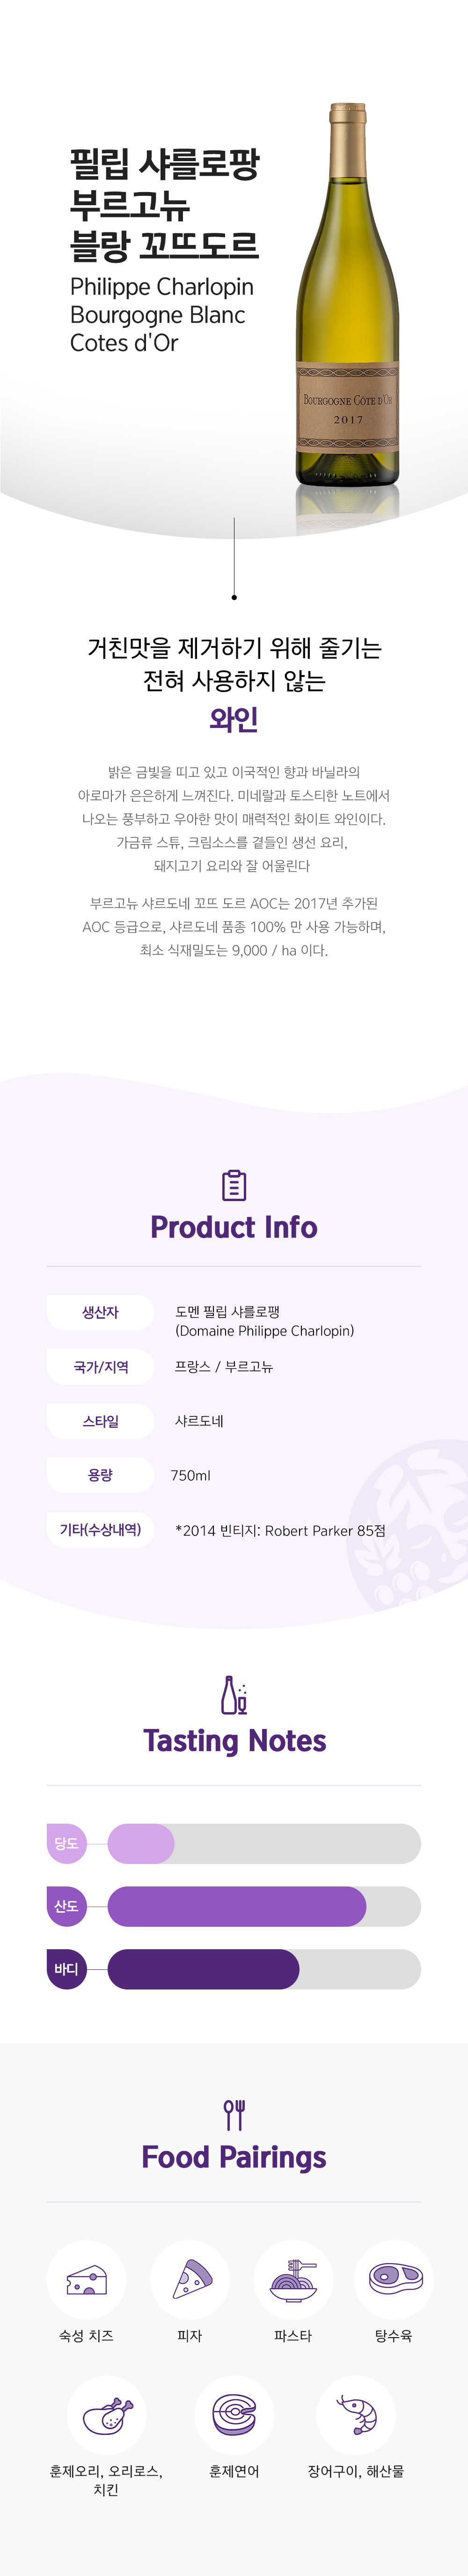 필립 샤를로팡
부르고뉴
블랑 꼬뜨도르
Philippe Charlopin
Bourgogne Blanc
Cotes d'Or
BOURGOGNE CÔTE D'OR
2017
거친맛을 제거하기 위해 줄기는
전혀 사용하지 않는
와인
밝은 금빛을 띠고 있고 이국적인 향과 바닐라의
아로마가 은은하게 느껴진다. 미네랄과 토스티한 노트에서
나오는 풍부하고 우아한 맛이 매력적인 화이트 와인이다.
가금류 스튜, 크림소스를 곁들인 생선 요리,
돼지고기 요리와 잘 어울린다
부르고뉴 샤르도네 꼬뜨 도르 AOC는 2017년 추가된
AOC 등급으로, 샤르도네 품종 100% 만 사용 가능하며,
최소 식재밀도는 9,000 / ha 이다.
Product Info
생산자
도멘 필립 샤를로팽
(Domaine Philippe Charlopin)
국가/지역
프랑스 / 부르고뉴
스타일
샤르도네
용량
750ml
기타(수상내역)
*2014 빈티지: Robert Parker 85점
Tasting Notes
당도
산도
바디
Food Pairings
숙성 치즈
피자
파스타
탕수육
훈제오리, 오리로스,
치킨
훈제연어
장어구이, 해산물